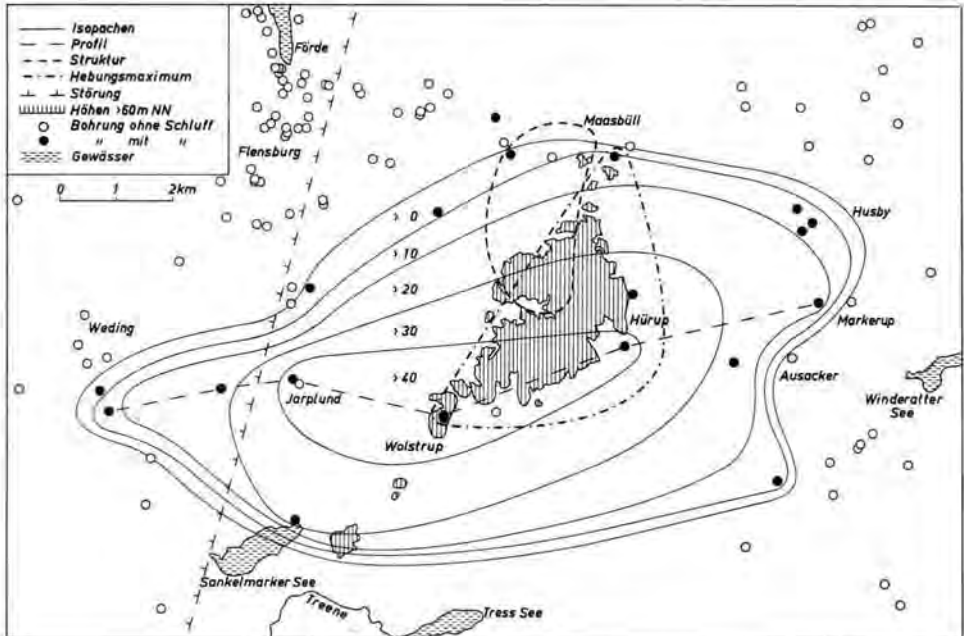 Isopachen
Profil
Struktur
Hebungsmaximum
Störung
Höhen >60m NN
Bohrung ohne Schluff
" mit "
Gewässer
0 1 2km
Förde
Flensburg
Maasbüll
Husby
> 0
> 10
> 20
> 30
> 40
Weding
Hürup
Markerup
Jarplund
Ausacker
Winderatter
See
Wolstrup
Sankelmarker See
Treene
Tress See